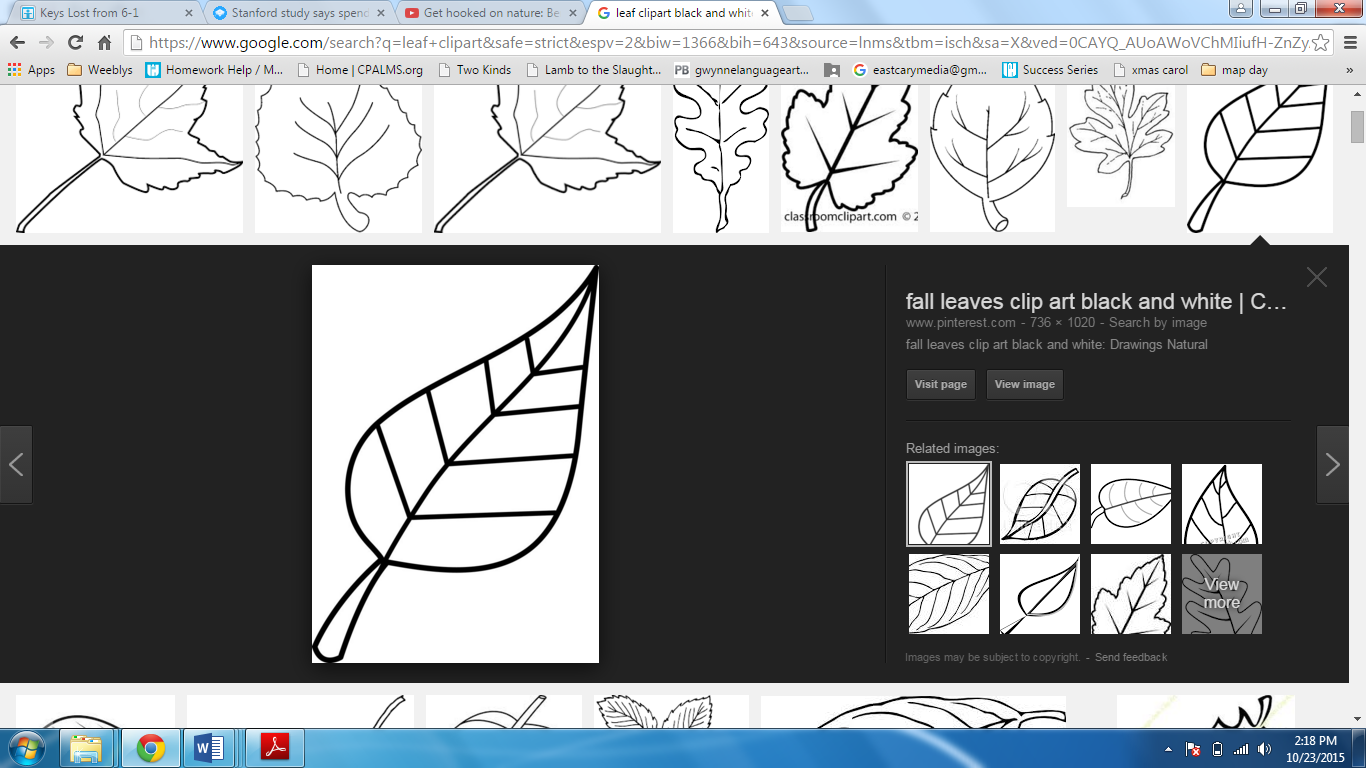 Keys Lost from 6-1
Stanford study says spend
Get hooked on nature: Be
leaf clipart black and whit
https://www.google.com/search?q=leaf+clipart&safe=strict&espv=2&biw=1366&bih=643&source=lnms&tbm=isch&sa=X&ved=0CAYQ_AUoAWoVChMIiufH-ZnZy
Apps Weeblys Homework Help / M... Home | CPALMS.org Two Kinds Lamb to the Slaught... PB gwynnelanguageart... eastcarymedia@gm... Success Series xmas carol map day »
classroomclipart.com © 2
fall leaves clip art black and white | C...
www.pinterest.com - 736 × 1020 - Search by image
fall leaves clip art black and white: Drawings Natural
Visit page View image
Related images:
View
more
Images may be subject to copyright. - Send feedback
2:18 PM
10/23/2015